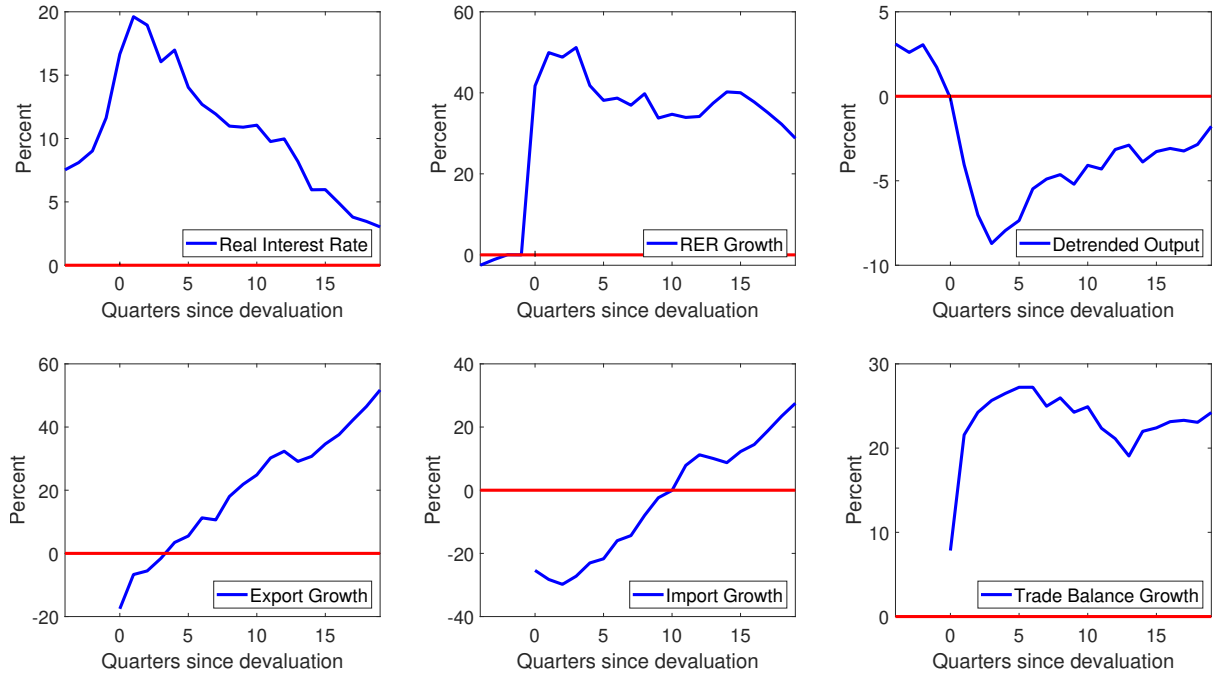 20
15
10
5
0
Percent
0
5
10
15
Quarters since devaluation
Real Interest Rate
60
40
20
0
Percent
0
5
10
15
Quarters since devaluation
RER Growth
5
0
-5
-10
Percent
0
5
10
15
Quarters since devaluation
Detrended Output
60
40
20
0
-20
Percent
0
5
10
15
Quarters since devaluation
Export Growth
40
20
0
-20
-40
Percent
0
5
10
15
Quarters since devaluation
Import Growth
30
20
10
0
Percent
0
5
10
15
Quarters since devaluation
Trade Balance Growth